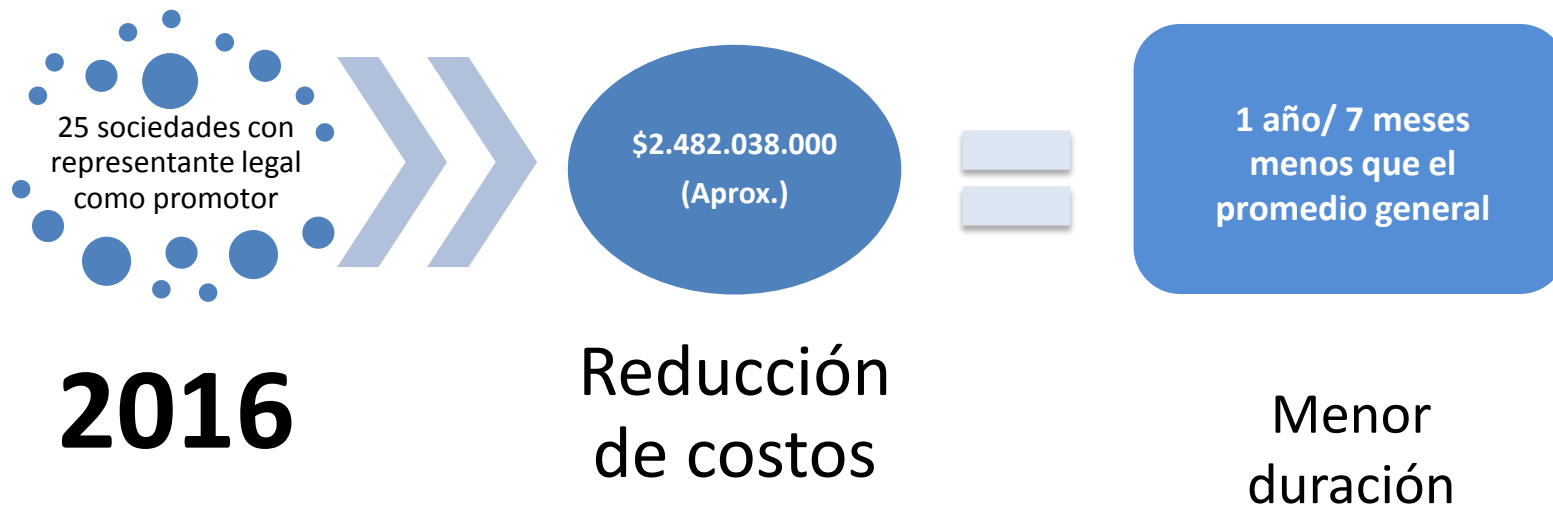 25 sociedades con
representante legal
como promotor
2016
$2.482.038.000
(Aprox.)
Reducción
de costos
1 año/ 7 meses
menos que el
promedio general
Menor
duración